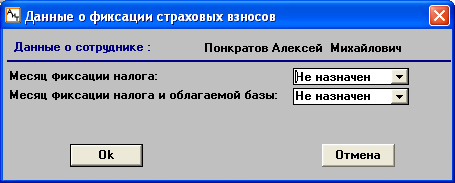 Данные о фиксации страховых взносов
Данные о сотруднике : Понкратов Алексей Михайлович
Месяц фиксации налога: Не назначен
Месяц фиксации налога и облагаемой базы: Не назначен
Ok Отмена